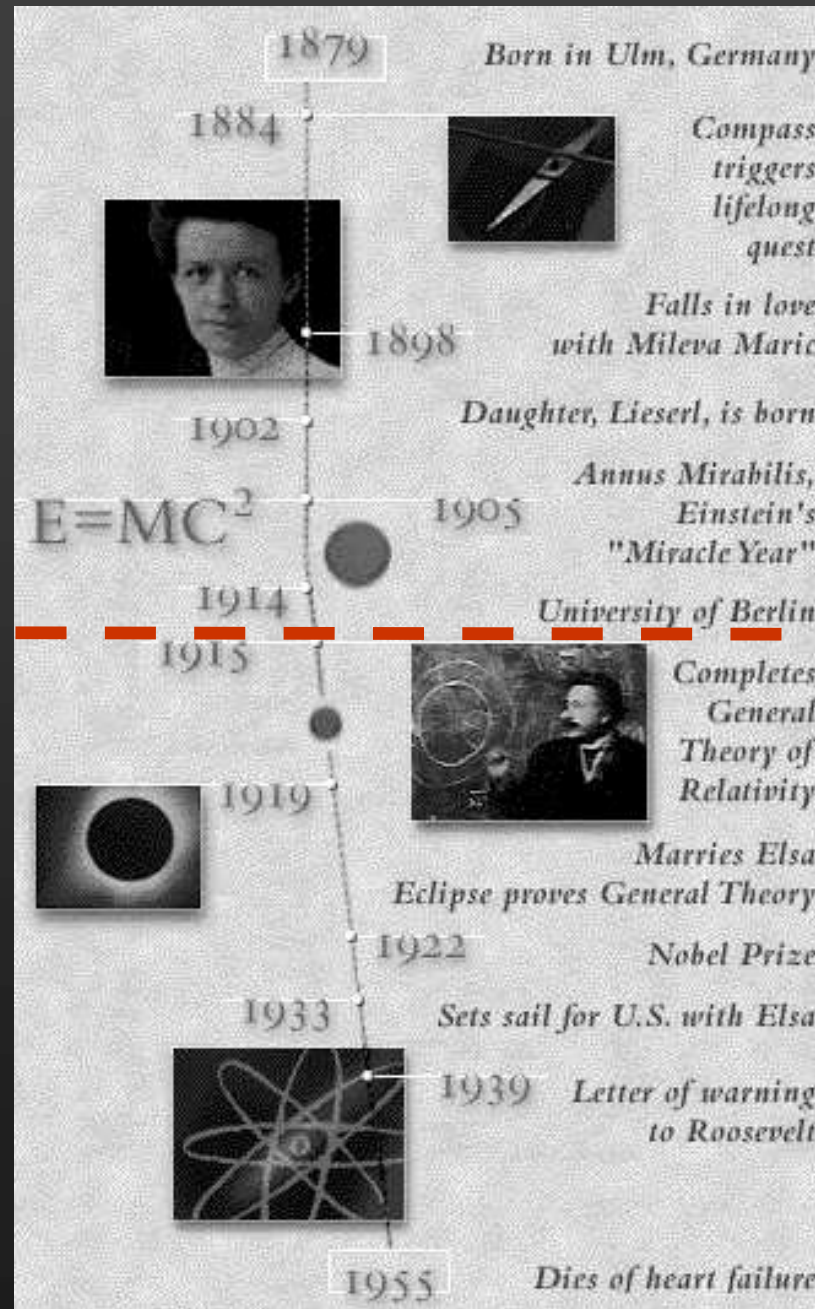 1879
Born in Ulm, Germany
1884
Compass
triggers
lifelong
quest
1898
Falls in love
with Mileva Maric
1902
Daughter, Lieserl, is born
E=MC²
1905
Annus Mirabilis,
Einstein's
"Miracle Year"
1914
University of Berlin
1915
Completes
General
Theory of
Relativity
1919
Marries Elsa
Eclipse proves General Theory
1922
Nobel Prize
1933
Sets sail for U.S. with Elsa
1939
Letter of warning
to Roosevelt
1955
Dies of heart failure